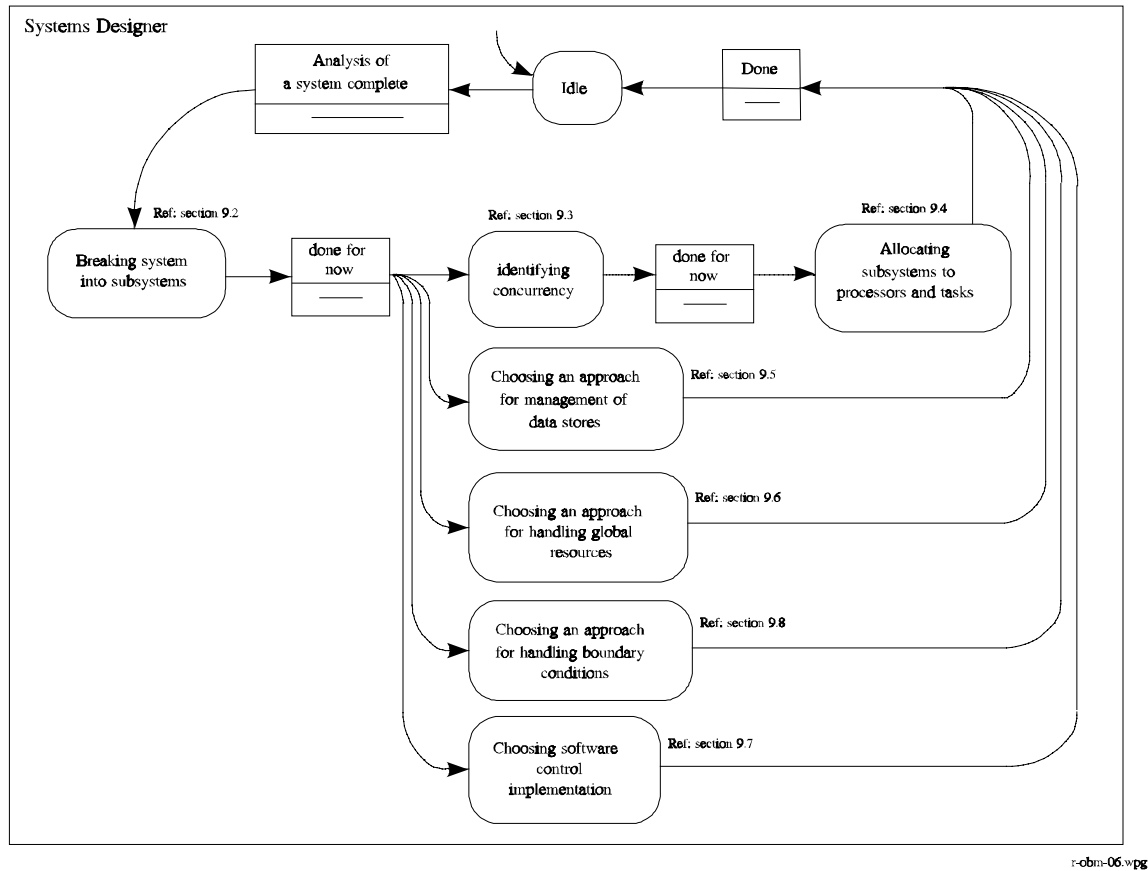 Systems Designer
Analysis of
a system complete
Idle
Done
Ref: section 9.2
Ref: section 9.3
Ref: section 9.4
Breaking system
into subsystems
done for
now
identifying
concurrency
done for
now
Allocating
subsystems to
processors and tasks
Choosing an approach
for management of
data stores
Ref: section 9.5
Choosing an approach
for handling global
resources
Ref: section 9.6
Choosing an approach
for handling boundary
conditions
Ref: section 9.8
Choosing software
control
implementation
Ref: section 9.7
r-obm-06.wpg